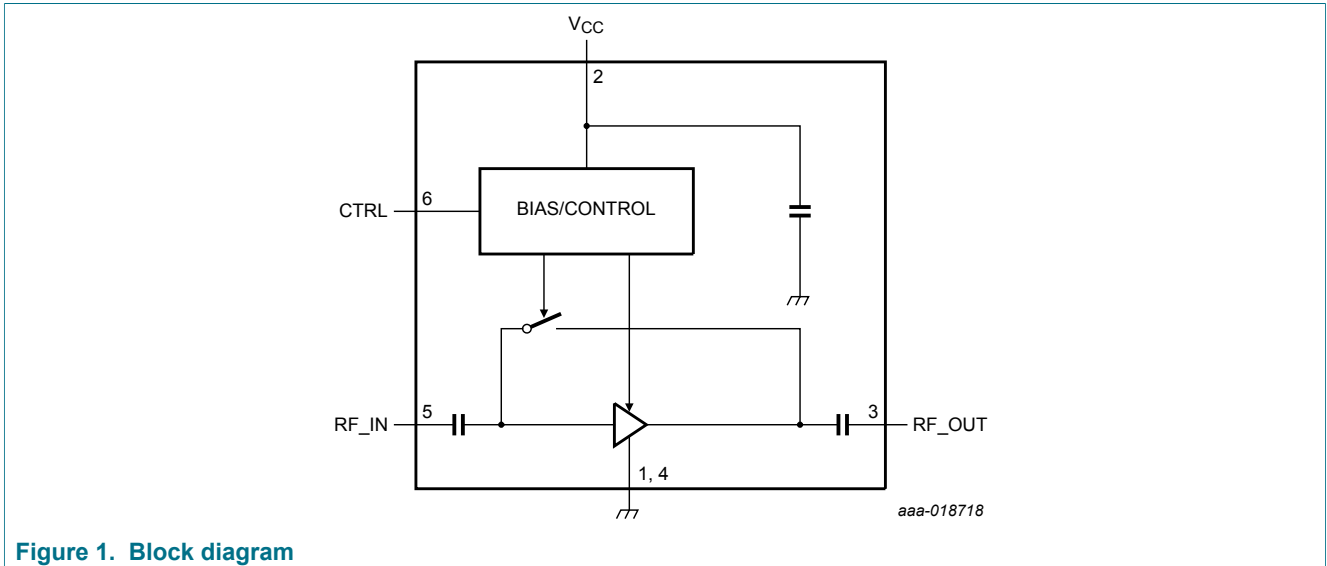 VCC
2
CTRL
6
BIAS/CONTROL
RF_IN
5
3
RF_OUT
1, 4
aaa-018718
Figure 1. Block diagram